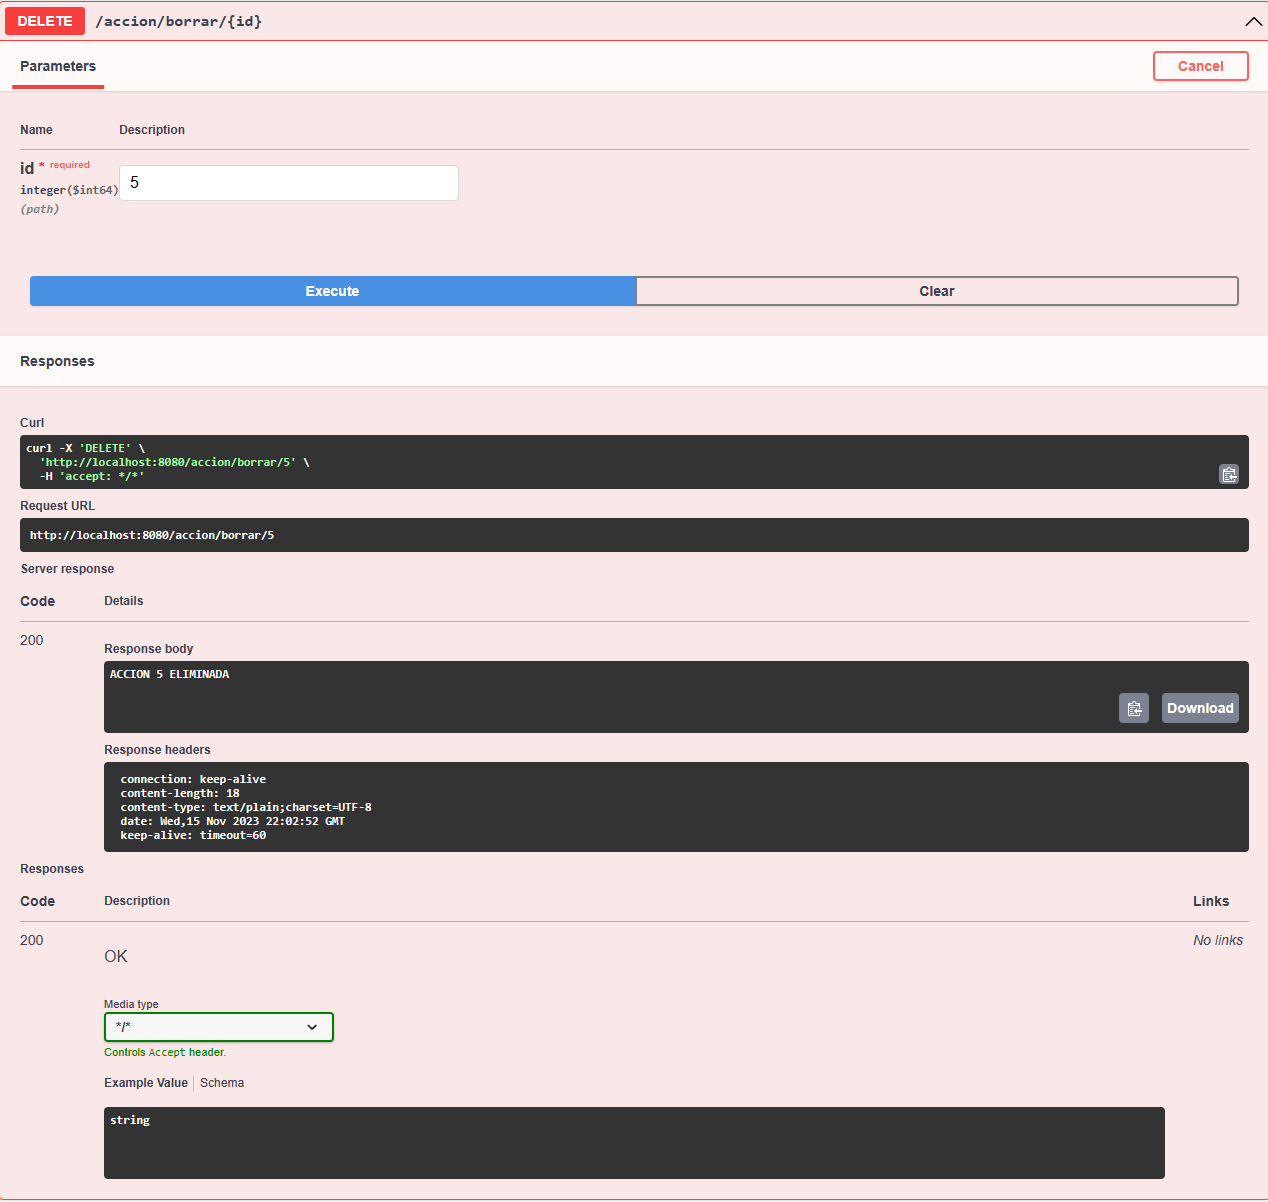 DELETE /accion/borrar/{id}
Parameters
Cancel
Name Description
id * required
integer($int64)
(path)
5
Execute Clear
Responses
Curl
curl -X 'DELETE' \
'http://localhost:8080/accion/borrar/5' \
-H 'accept: */*'
Request URL
http://localhost:8080/accion/borrar/5
Server response
Code Details
200
Response body
ACCION 5 ELIMINADA
Download
Response headers
connection: keep-alive
content-length: 18
content-type: text/plain;charset=UTF-8
date: Wed,15 Nov 2023 22:02:52 GMT
keep-alive: timeout=60
Responses
Code Description Links
200 No links
OK
Media type
*/*
Controls Accept header.
Example Value Schema
string